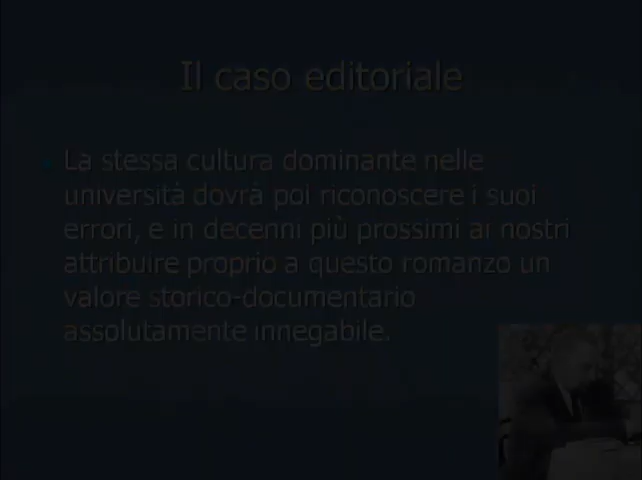 Il caso editoriale
La stessa cultura dominante nelle
università dovrà poi riconoscere i suoi
errori, e in decenni più prossimi ai nostri
attribuire proprio a questo romanzo un
valore storico-documentario
assolutamente innegabile.